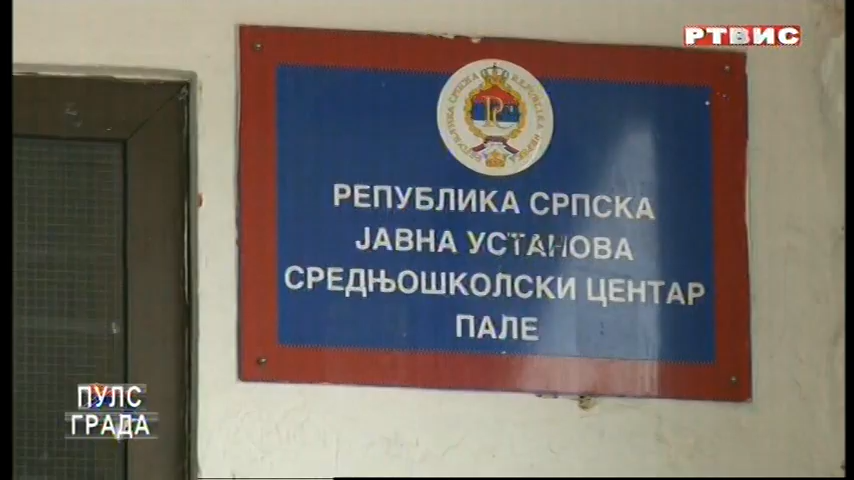 РТВИС
РЕПУБЛИКА СРПСКА
ЈАВНА УСТАНОВА
СРЕДЊОШКОЛСКИ ЦЕНТАР
ПАЛЕ
ПУЛС
ГРАДА